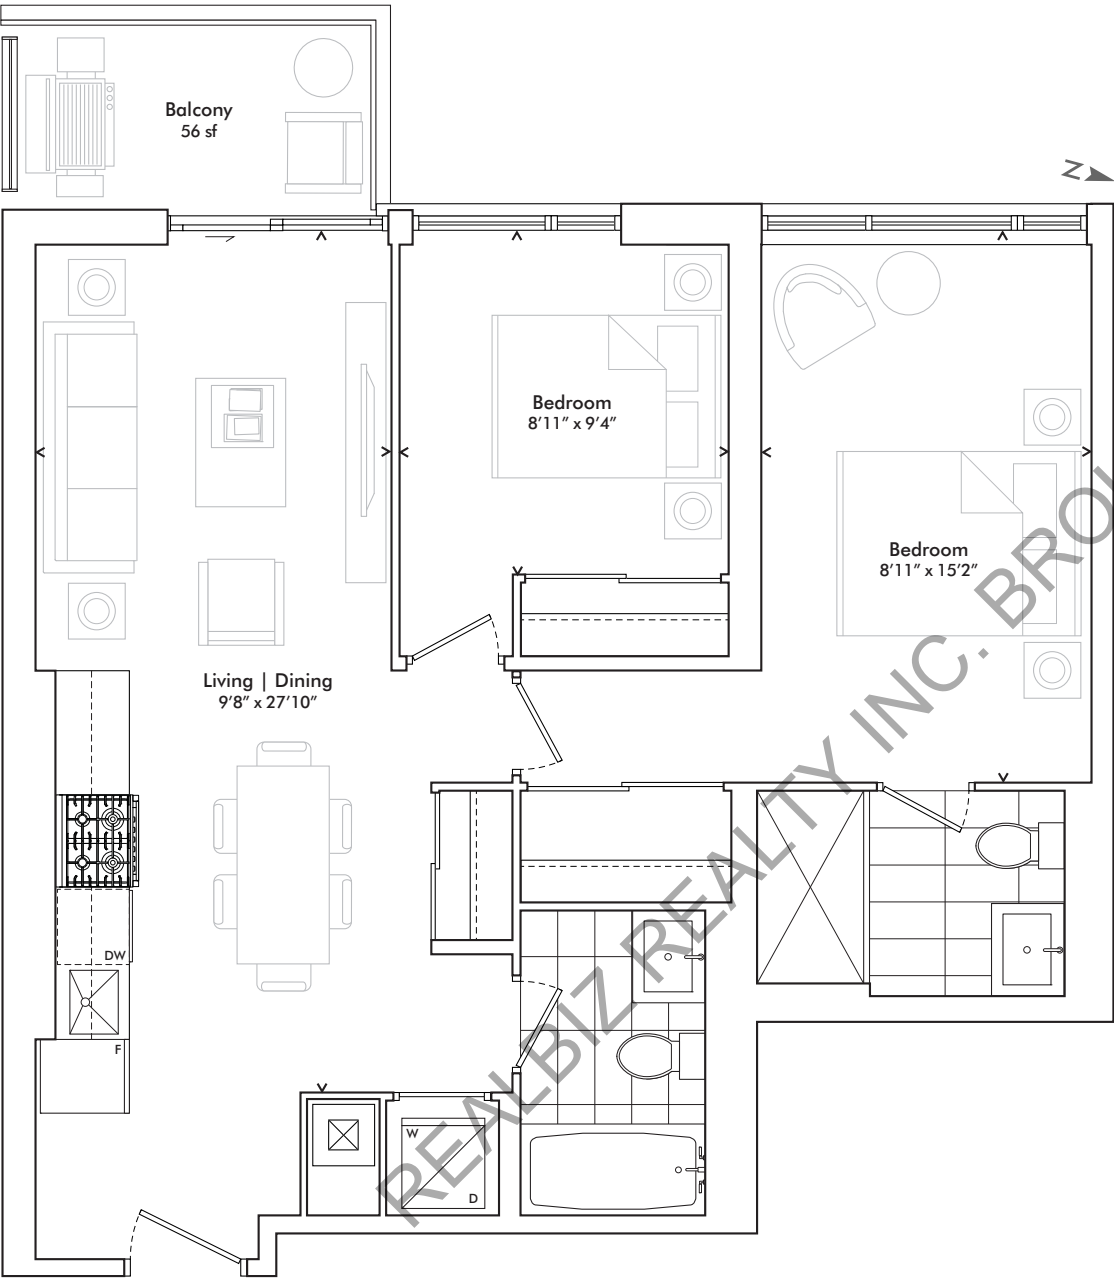 Balcony
56 sf
N
Bedroom
8'11" x 9'4"
Bedroom
8'11" x 15'2"
Living | Dining
9'8" x 27'10"
DW
F
W
D
REALBIZ REALTY INC.